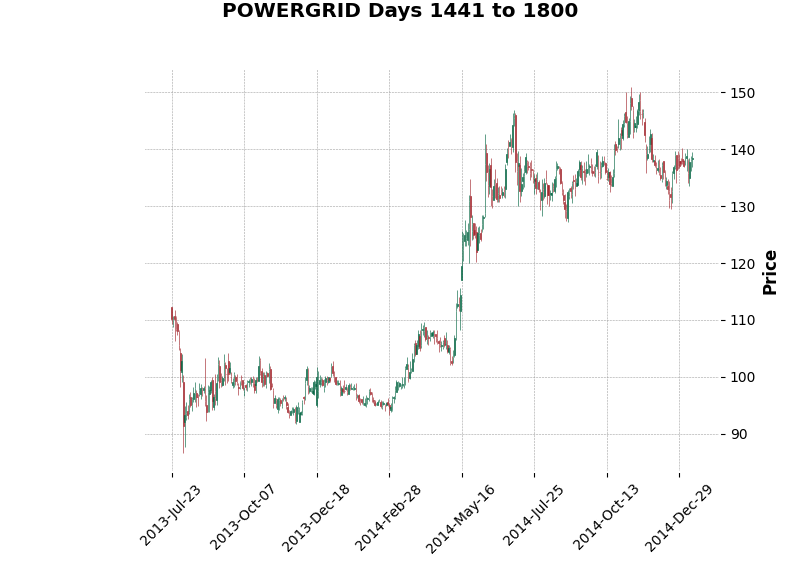 POWERGRID Days 1441 to 1800
150
140
130
120
110
100
90
Price
2013-Jul-23
2013-Oct-07
2013-Dec-18
2014-Feb-28
2014-May-16
2014-Jul-25
2014-Oct-13
2014-Dec-29